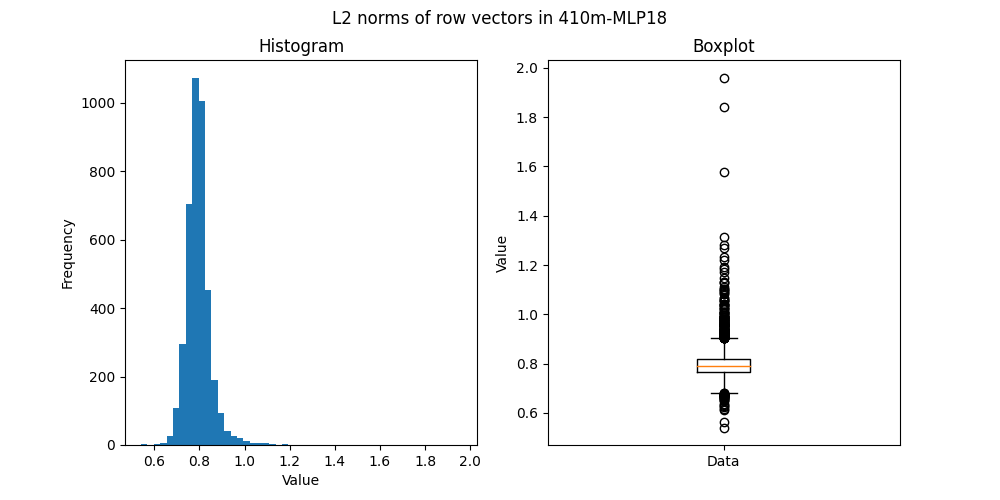 L2 norms of row vectors in 410m-MLP18
Histogram
Frequency
1000
800
600
400
200
0
0.6 0.8 1.0 1.2 1.4 1.6 1.8 2.0
Value
Boxplot
Value
2.0
1.8
1.6
1.4
1.2
1.0
0.8
0.6
Data